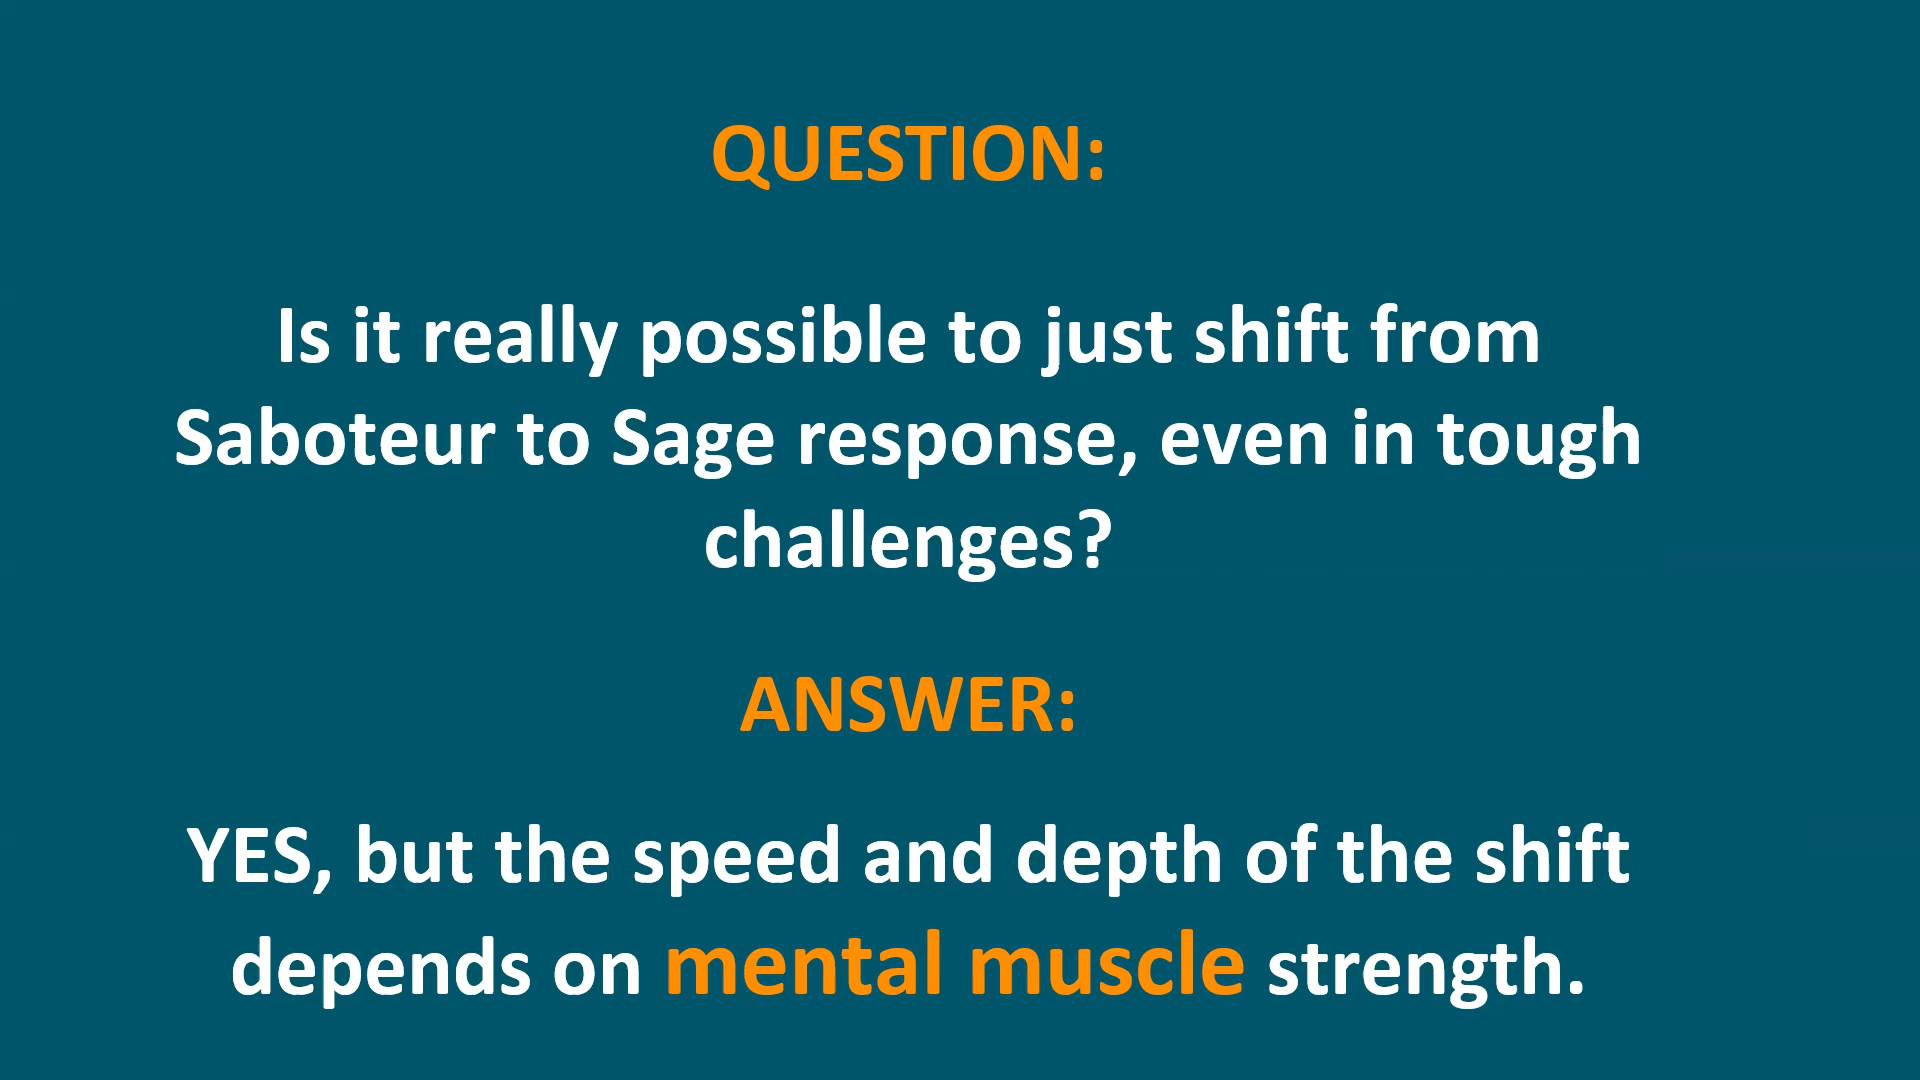 QUESTION:
Is it really possible to just shift from
Saboteur to Sage response, even in tough
challenges?
ANSWER:
YES, but the speed and depth of the shift
depends on mental muscle strength.